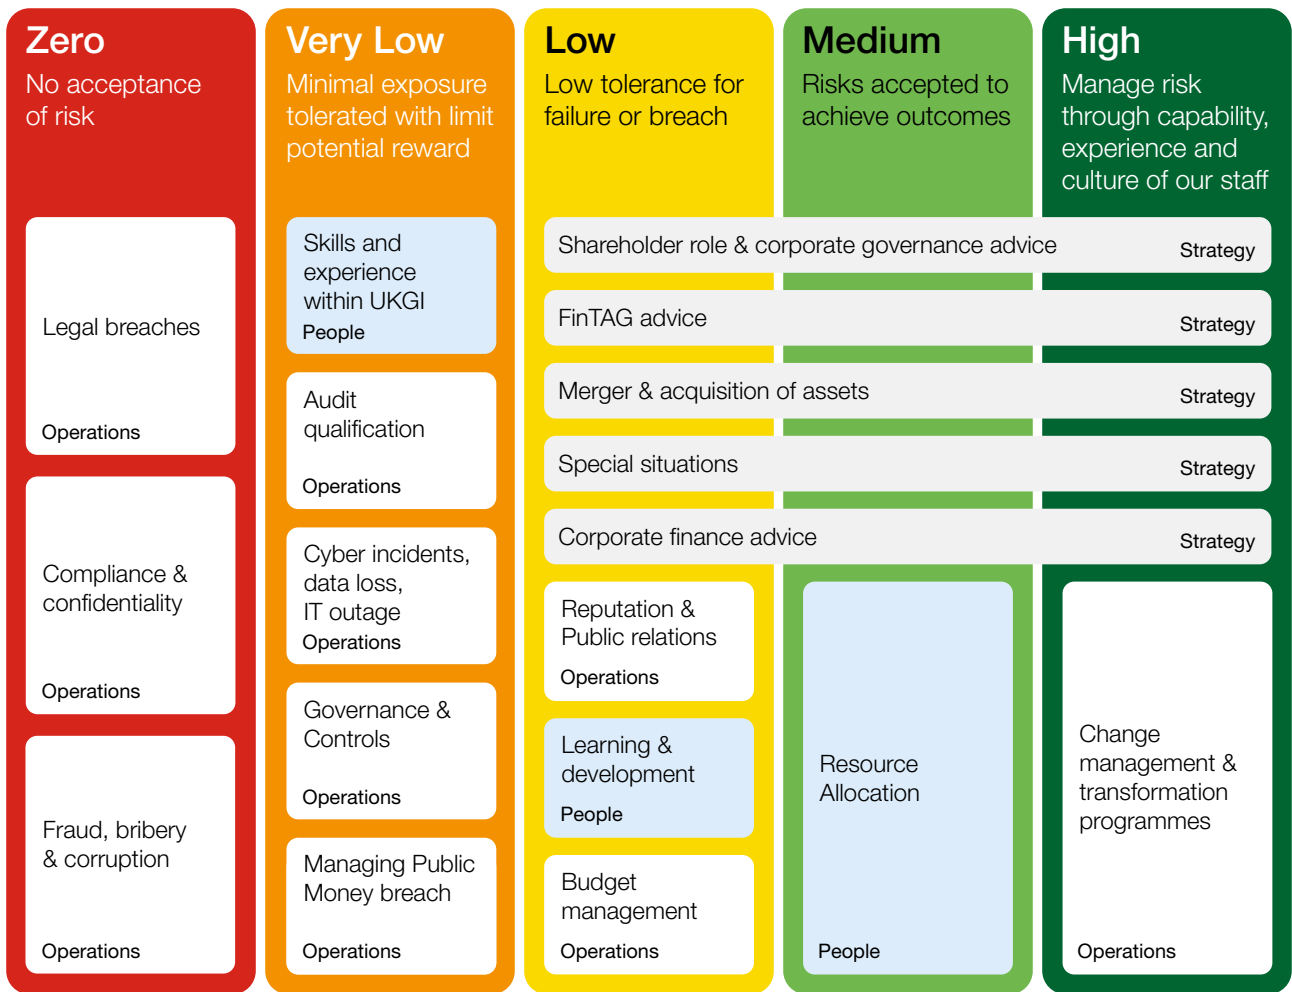 Zero
No acceptance
of risk
Legal breaches
Operations
Compliance &
confidentiality
Operations
Fraud, bribery
& corruption
Operations
Very Low
Minimal exposure
tolerated with limit
potential reward
Skills and
experience
within UKGI
People
Audit
qualification
Operations
Cyber incidents,
data loss,
IT outage
Operations
Governance &
Controls
Operations
Managing Public
Money breach
Operations
Low
Low tolerance for
failure or breach
Medium
Risks accepted to
achieve outcomes
High
Manage risk
through capability,
experience and
culture of our staff
Shareholder role & corporate governance advice Strategy
FinTAG advice Strategy
Merger & acquisition of assets Strategy
Special situations Strategy
Corporate finance advice Strategy
Reputation &
Public relations
Operations
Learning &
development
People
Budget
management
Operations
Resource
Allocation
People
Change
management &
transformation
programmes
Operations